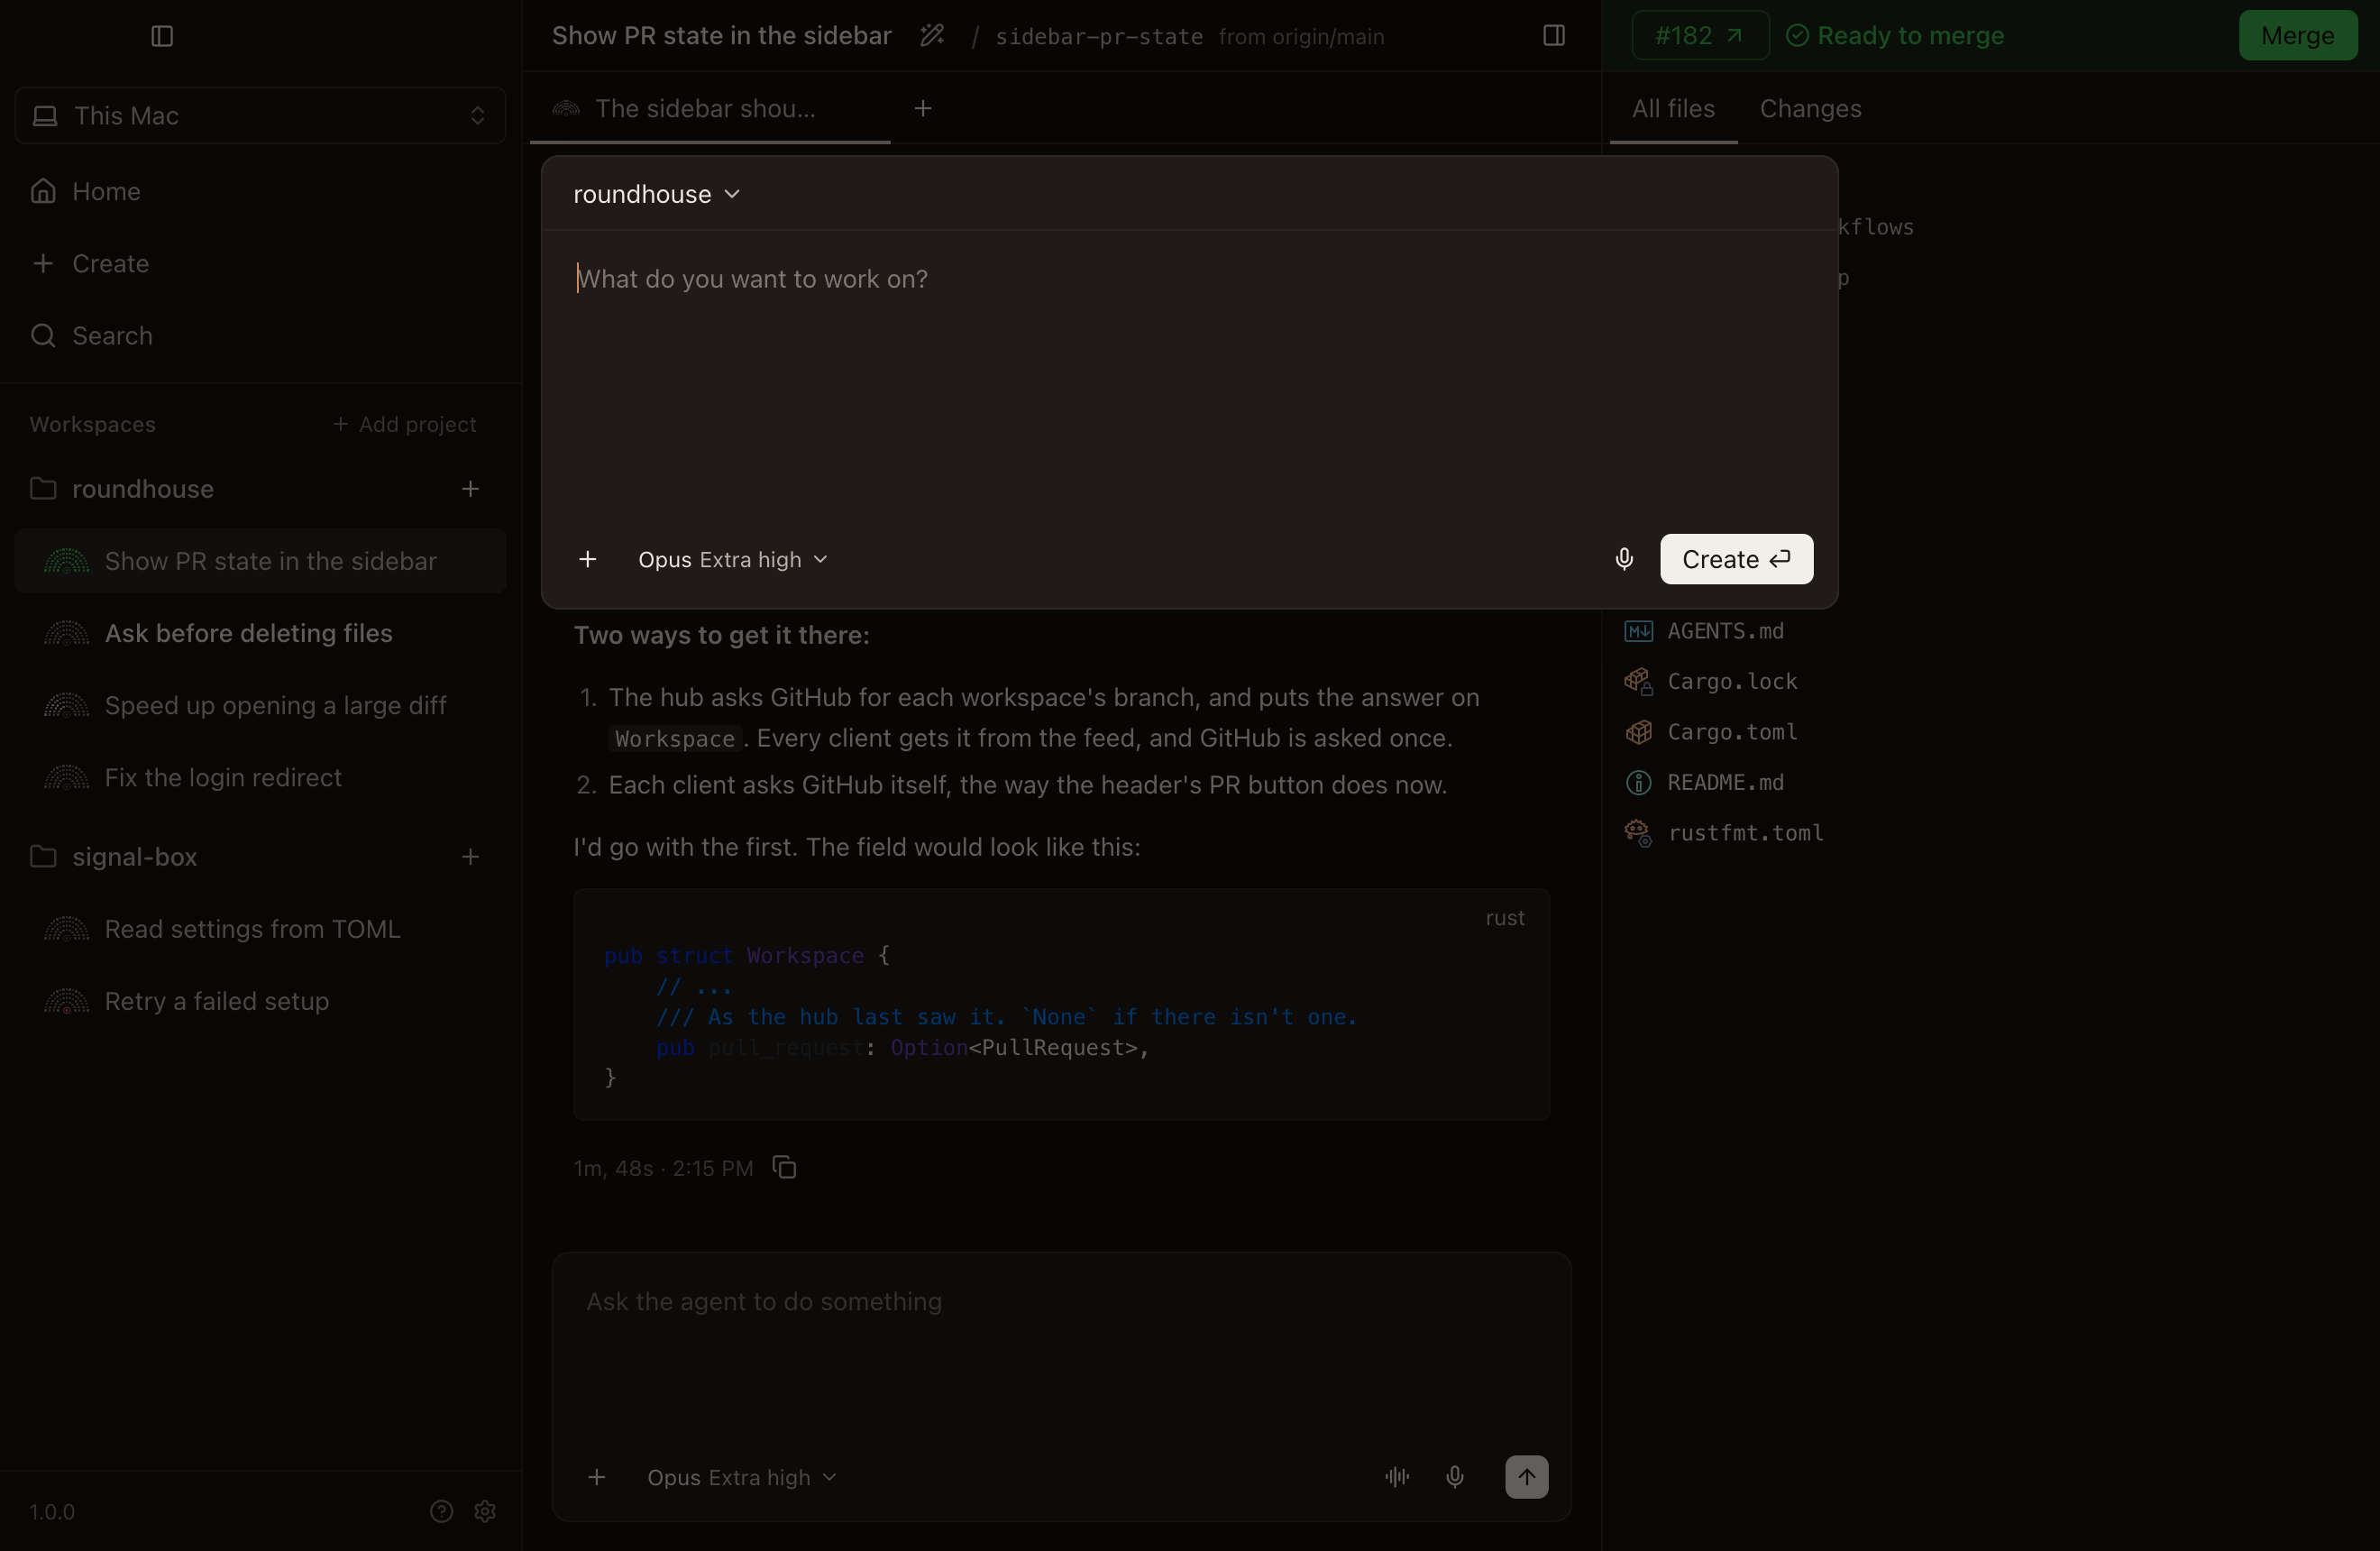 Show PR state in the sidebar / sidebar-pr-state from origin/main
#182 Ready to merge
Merge
This Mac
Home
Create
Search
Workspaces
Add project
roundhouse
Show PR state in the sidebar
Ask before deleting files
Speed up opening a large diff
Fix the login redirect
signal-box
Read settings from TOML
Retry a failed setup
1.0.0
The sidebar shou...
roundhouse
What do you want to work on?
Opus Extra high
Create
Two ways to get it there:
1. The hub asks GitHub for each workspace's branch, and puts the answer on
Workspace. Every client gets it from the feed, and GitHub is asked once.
2. Each client asks GitHub itself, the way the header's PR button does now.
I'd go with the first. The field would look like this:
rust
pub struct Workspace {
// ...
/// As the hub last saw it. `None` if there isn't one.
pub pull_request: Option<PullRequest>,
}
1m, 48s · 2:15 PM
Ask the agent to do something
Opus Extra high
All files
Changes
kflows
p
AGENTS.md
Cargo.lock
Cargo.toml
README.md
rustfmt.toml